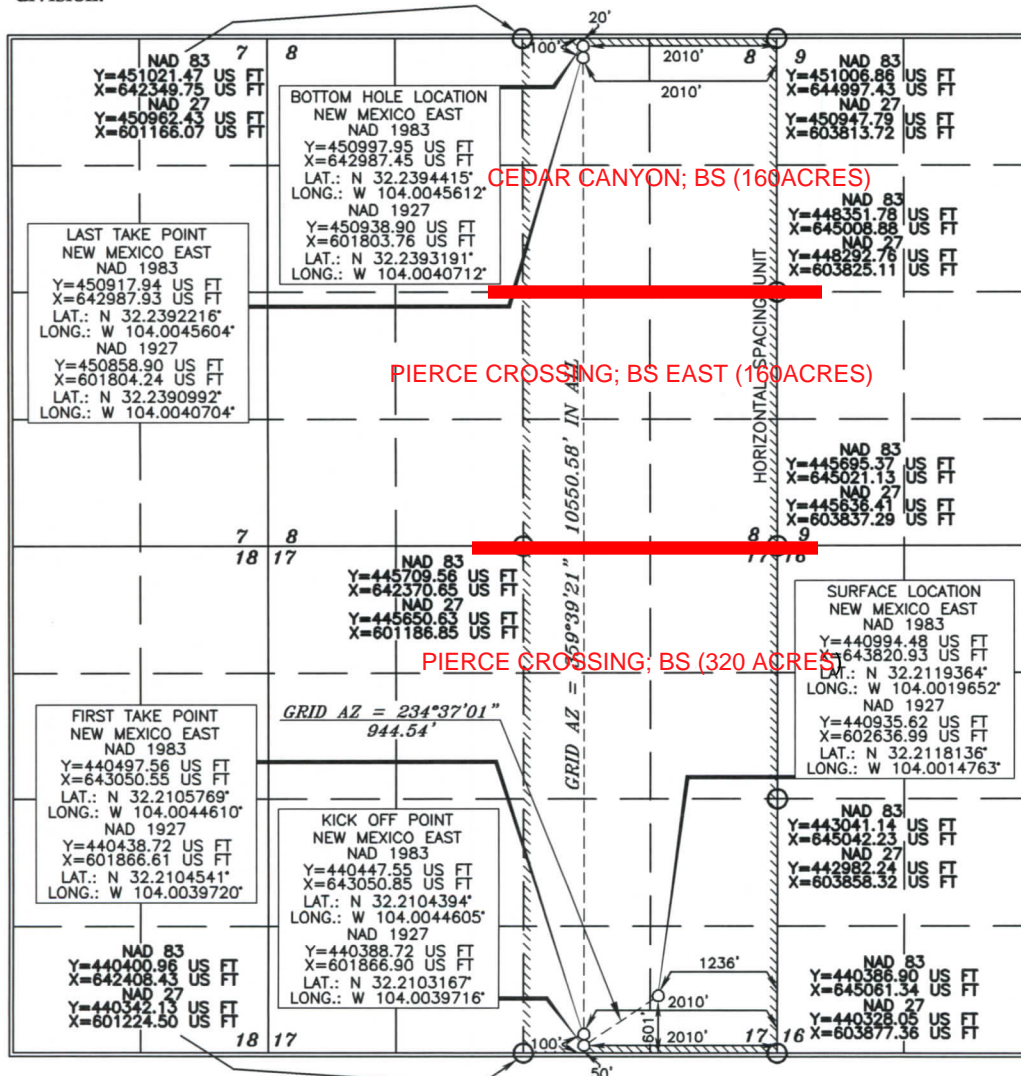 DIVISION.
20'
100'
7 8
8 9
2010'
2010'
NAD 83
Y=451021.47 US FT
X=642349.75 US FT
NAD 27
Y=450962.43 US FT
X=601166.07 US FT
BOTTOM HOLE LOCATION
NEW MEXICO EAST
NAD 1983
Y=450997.95 US FT
X=642987.45 US FT
LAT.: N 32.2394415°
LONG.: W 104.0045612°
NAD 1927
Y=450938.90 US FT
X=601803.76 US FT
LAT.: N 32.2393191°
LONG.: W 104.0040712°
NAD 83
Y=451006.86 US FT
X=644997.43 US FT
NAD 27
Y=450947.79 US FT
X=603813.72 US FT
CEDAR CANYON; BS (160ACRES)
NAD 83
Y=448351.78 US FT
X=645008.88 US FT
NAD 27
Y=448292.76 US FT
X=603825.11 US FT
LAST TAKE POINT
NEW MEXICO EAST
NAD 1983
Y=450917.94 US FT
X=642987.93 US FT
LAT.: N 32.2392216°
LONG.: W 104.0045604°
NAD 1927
Y=450858.90 US FT
X=601804.24 US FT
LAT.: N 32.2390992°
LONG.: W 104.0040704°
PIERCE CROSSING; BS EAST (160ACRES)
HORIZONTAL SPACING UNIT
GRID AZ = 359°39'21" 10550.58' IN ALL
NAD 83
Y=445695.37 US FT
X=645021.13 US FT
NAD 27
Y=445636.41 US FT
X=603837.29 US FT
7 8
18 17
8 9
17 16
NAD 83
Y=445709.56 US FT
X=642370.65 US FT
NAD 27
Y=445650.63 US FT
X=601186.85 US FT
SURFACE LOCATION
NEW MEXICO EAST
NAD 1983
Y=440994.48 US FT
X=643820.93 US FT
LAT.: N 32.2119364°
LONG.: W 104.0019652°
NAD 1927
Y=440935.62 US FT
X=602636.99 US FT
LAT.: N 32.2118136°
LONG.: W 104.0014763°
PIERCE CROSSING; BS (320 ACRES)
GRID AZ = 234°37'01"
944.54'
FIRST TAKE POINT
NEW MEXICO EAST
NAD 1983
Y=440497.56 US FT
X=643050.55 US FT
LAT.: N 32.2105769°
LONG.: W 104.0044610°
NAD 1927
Y=440438.72 US FT
X=601866.61 US FT
LAT.: N 32.2104541°
LONG.: W 104.0039720°
KICK OFF POINT
NEW MEXICO EAST
NAD 1983
Y=440447.55 US FT
X=643050.85 US FT
LAT.: N 32.2104394°
LONG.: W 104.0044605°
NAD 1927
Y=440388.72 US FT
X=601866.90 US FT
LAT.: N 32.2103167°
LONG.: W 104.0039716°
NAD 83
Y=443041.14 US FT
X=645042.23 US FT
NAD 27
Y=442982.24 US FT
X=603858.32 US FT
NAD 83
Y=440400.96 US FT
X=642408.43 US FT
NAD 27
Y=440342.13 US FT
X=601224.50 US FT
1236'
2010'
601'
2010'
NAD 83
Y=440386.90 US FT
X=645061.34 US FT
NAD 27
Y=440328.05 US FT
X=603877.36 US FT
18 17
17 16
100'
50'